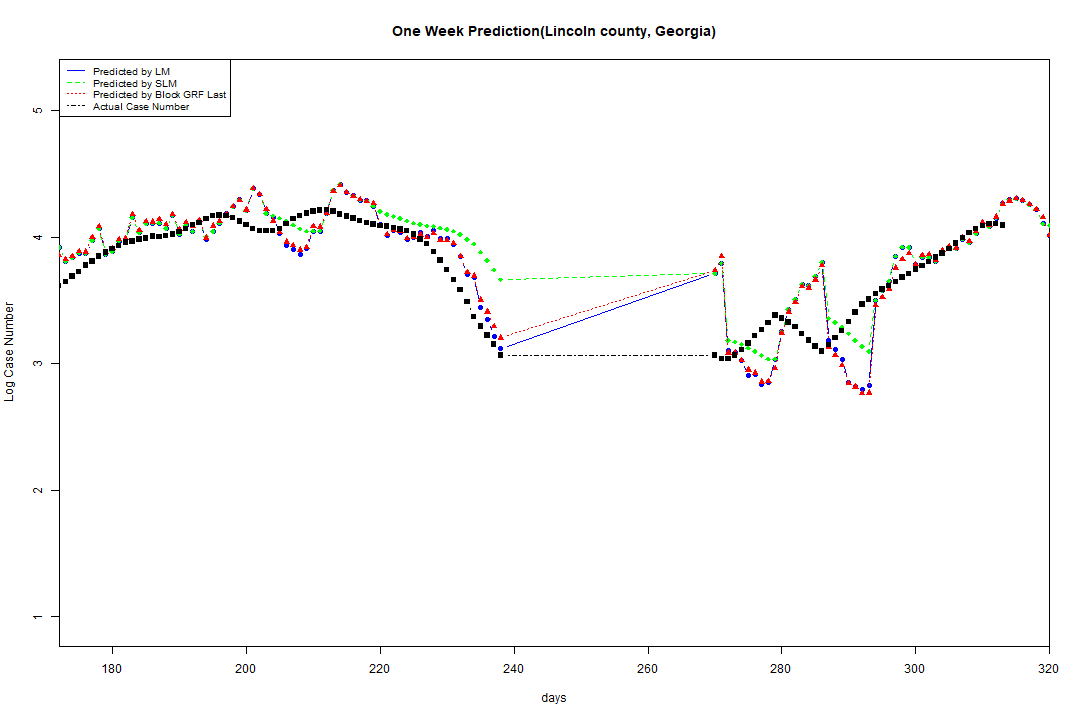 One Week Prediction(Lincoln county, Georgia)
Predicted by LM
Predicted by SLM
Predicted by Block GRF Last
Actual Case Number
5
4
3
2
1
Log Case Number
180 200 220 240 260 280 300 320
days